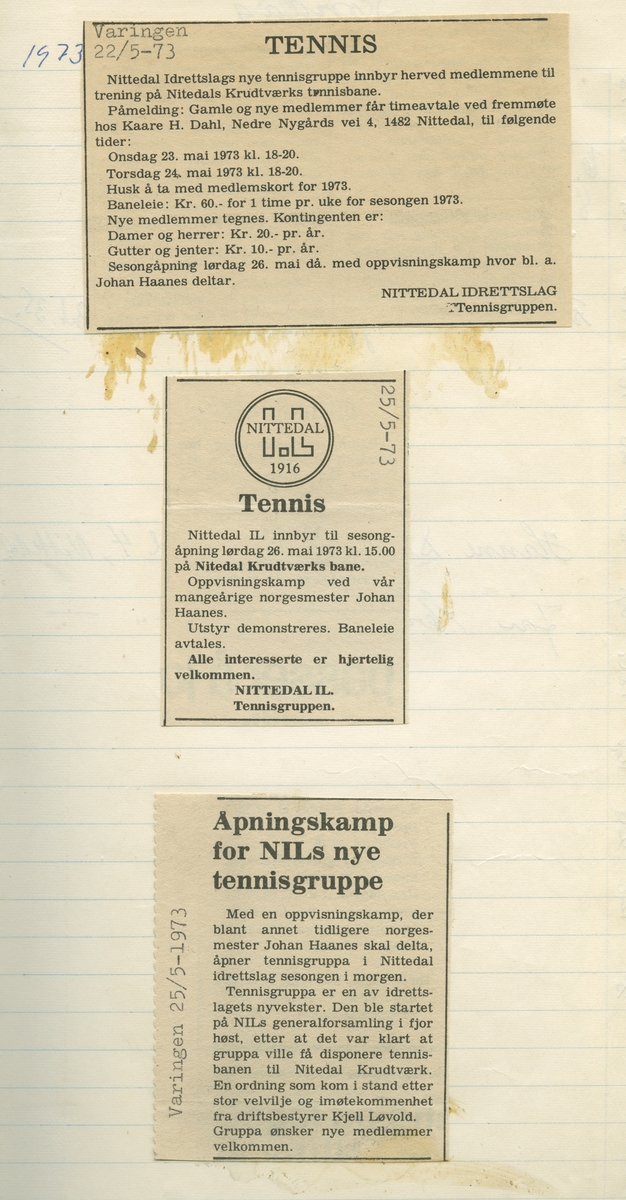 1973
Varingen
22/5-73
TENNIS
Nittedal Idrettslags nye tennisgruppe innbyr herved medlemmene til
trening på Nitedals Krudtværks tennisbane.
Påmelding: Gamle og nye medlemmer får timeavtale ved fremmøte
hos Kaare H. Dahl, Nedre Nygårds vei 4, 1482 Nittedal, til følgende
tider:
Onsdag 23. mai 1973 kl. 18-20.
Torsdag 24. mai 1973 kl. 18-20.
Husk å ta med medlemskort for 1973.
Baneleie: Kr. 60.- for 1 time pr. uke for sesongen 1973.
Nye medlemmer tegnes. Kontingenten er:
Damer og herrer: Kr. 20.- pr. år.
Gutter og jenter: Kr. 10.- pr. år.
Sesongåpning lørdag 26. mai då. med oppvisningskamp hvor bl. a.
Johan Haanes deltar.
NITTEDAL IDRETTSLAG
Tennisgruppen.
25/5-73
NITTEDAL
1916
Tennis
Nittedal IL innbyr til sesong-
åpning lørdag 26. mai 1973 kl. 15.00
på Nitedal Krudtværks bane.
Oppvisningskamp ved vår
mangeårige norgesmester Johan
Haanes.
Utstyr demonstreres. Baneleie
avtales.
Alle interesserte er hjertelig
velkommen.
NITTEDAL IL.
Tennisgruppen.
Varingen 25/5-1973
Åpningskamp
for NILs nye
tennisgruppe
Med en oppvisningskamp, der
blant annet tidligere norges-
mester Johan Haanes skal delta,
åpner tennisgruppa i Nittedal
idrettslag sesongen i morgen.
Tennisgruppa er en av idretts-
lagets nyvekster. Den ble startet
på NILs generalforsamling i fjor
høst, etter at det var klart at
gruppa ville få disponere tennis-
banen til Nitedal Krudtværk.
En ordning som kom i stand etter
stor velvilje og imøtekommenhet
fra driftsbestyrer Kjell Løvold.
Gruppa ønsker nye medlemmer
velkommen.